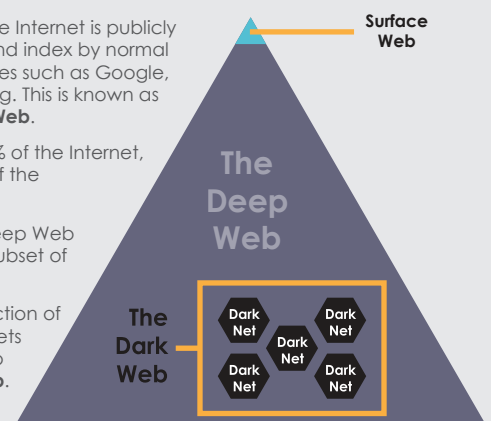 e Internet is publicly
nd index by normal
es such as Google,
g. This is known as
Web.
% of the Internet,
f the
eep Web
ubset of
ction of
ets
o
b.
Surface
Web
The
Deep
Web
The
Dark
Web
Dark
Net
Dark
Net
Dark
Net
Dark
Net
Dark
Net